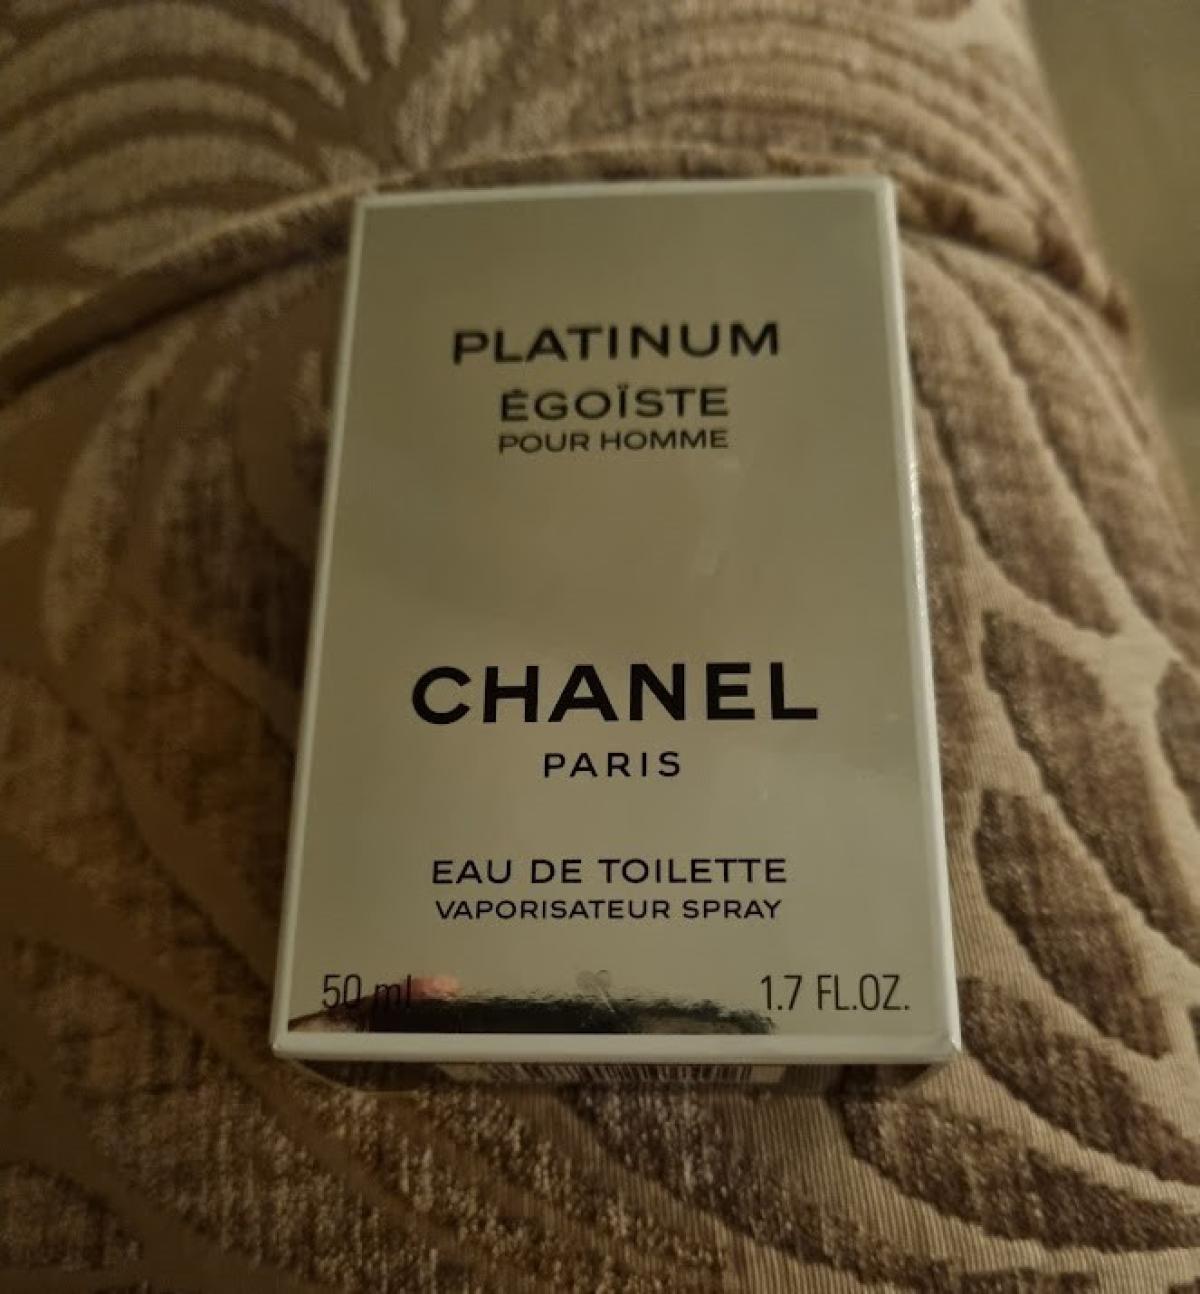 PLATINUM
ÉGOÏSTE
POUR HOMME
CHANEL
PARIS
EAU DE TOILETTE
VAPORISATEUR SPRAY
50 ml 1.7 FL.OZ.